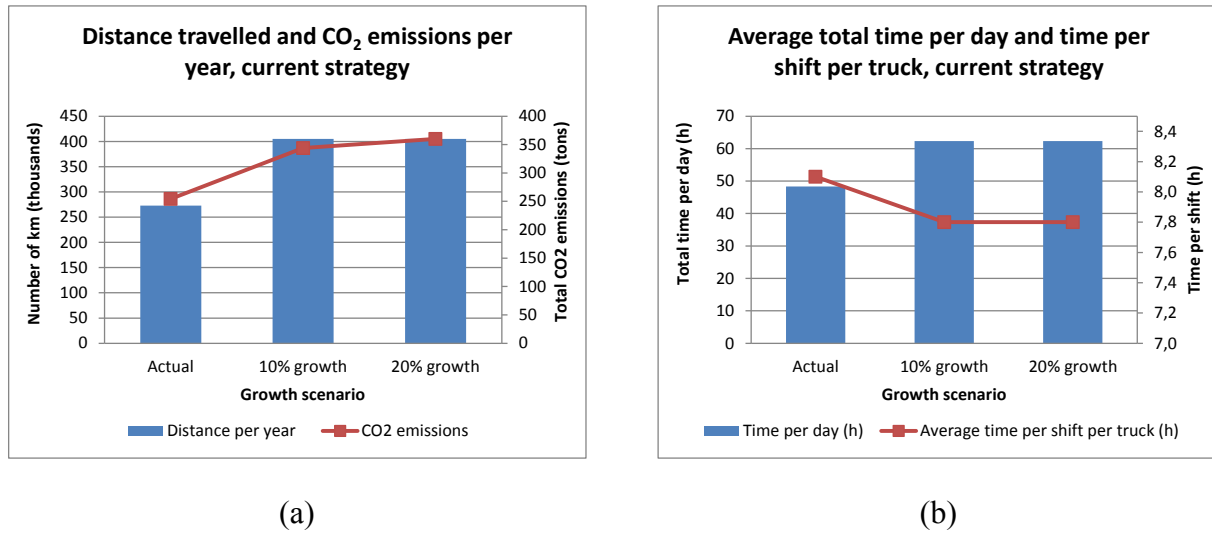 Distance travelled and CO₂ emissions per
year, current strategy
Number of km (thousands)
450
400
350
300
250
200
150
100
50
0
400
350
300
250
200
150
100
50
0
Total CO2 emissions (tons)
Actual
10% growth
20% growth
Growth scenario
Distance per year
CO2 emissions
(a)
Average total time per day and time per
shift per truck, current strategy
Total time per day (h)
70
60
50
40
30
20
10
0
8,4
8,2
8,0
7,8
7,6
7,4
7,2
7,0
Time per shift (h)
Actual
10% growth
20% growth
Growth scenario
Time per day (h)
Average time per shift per truck (h)
(b)